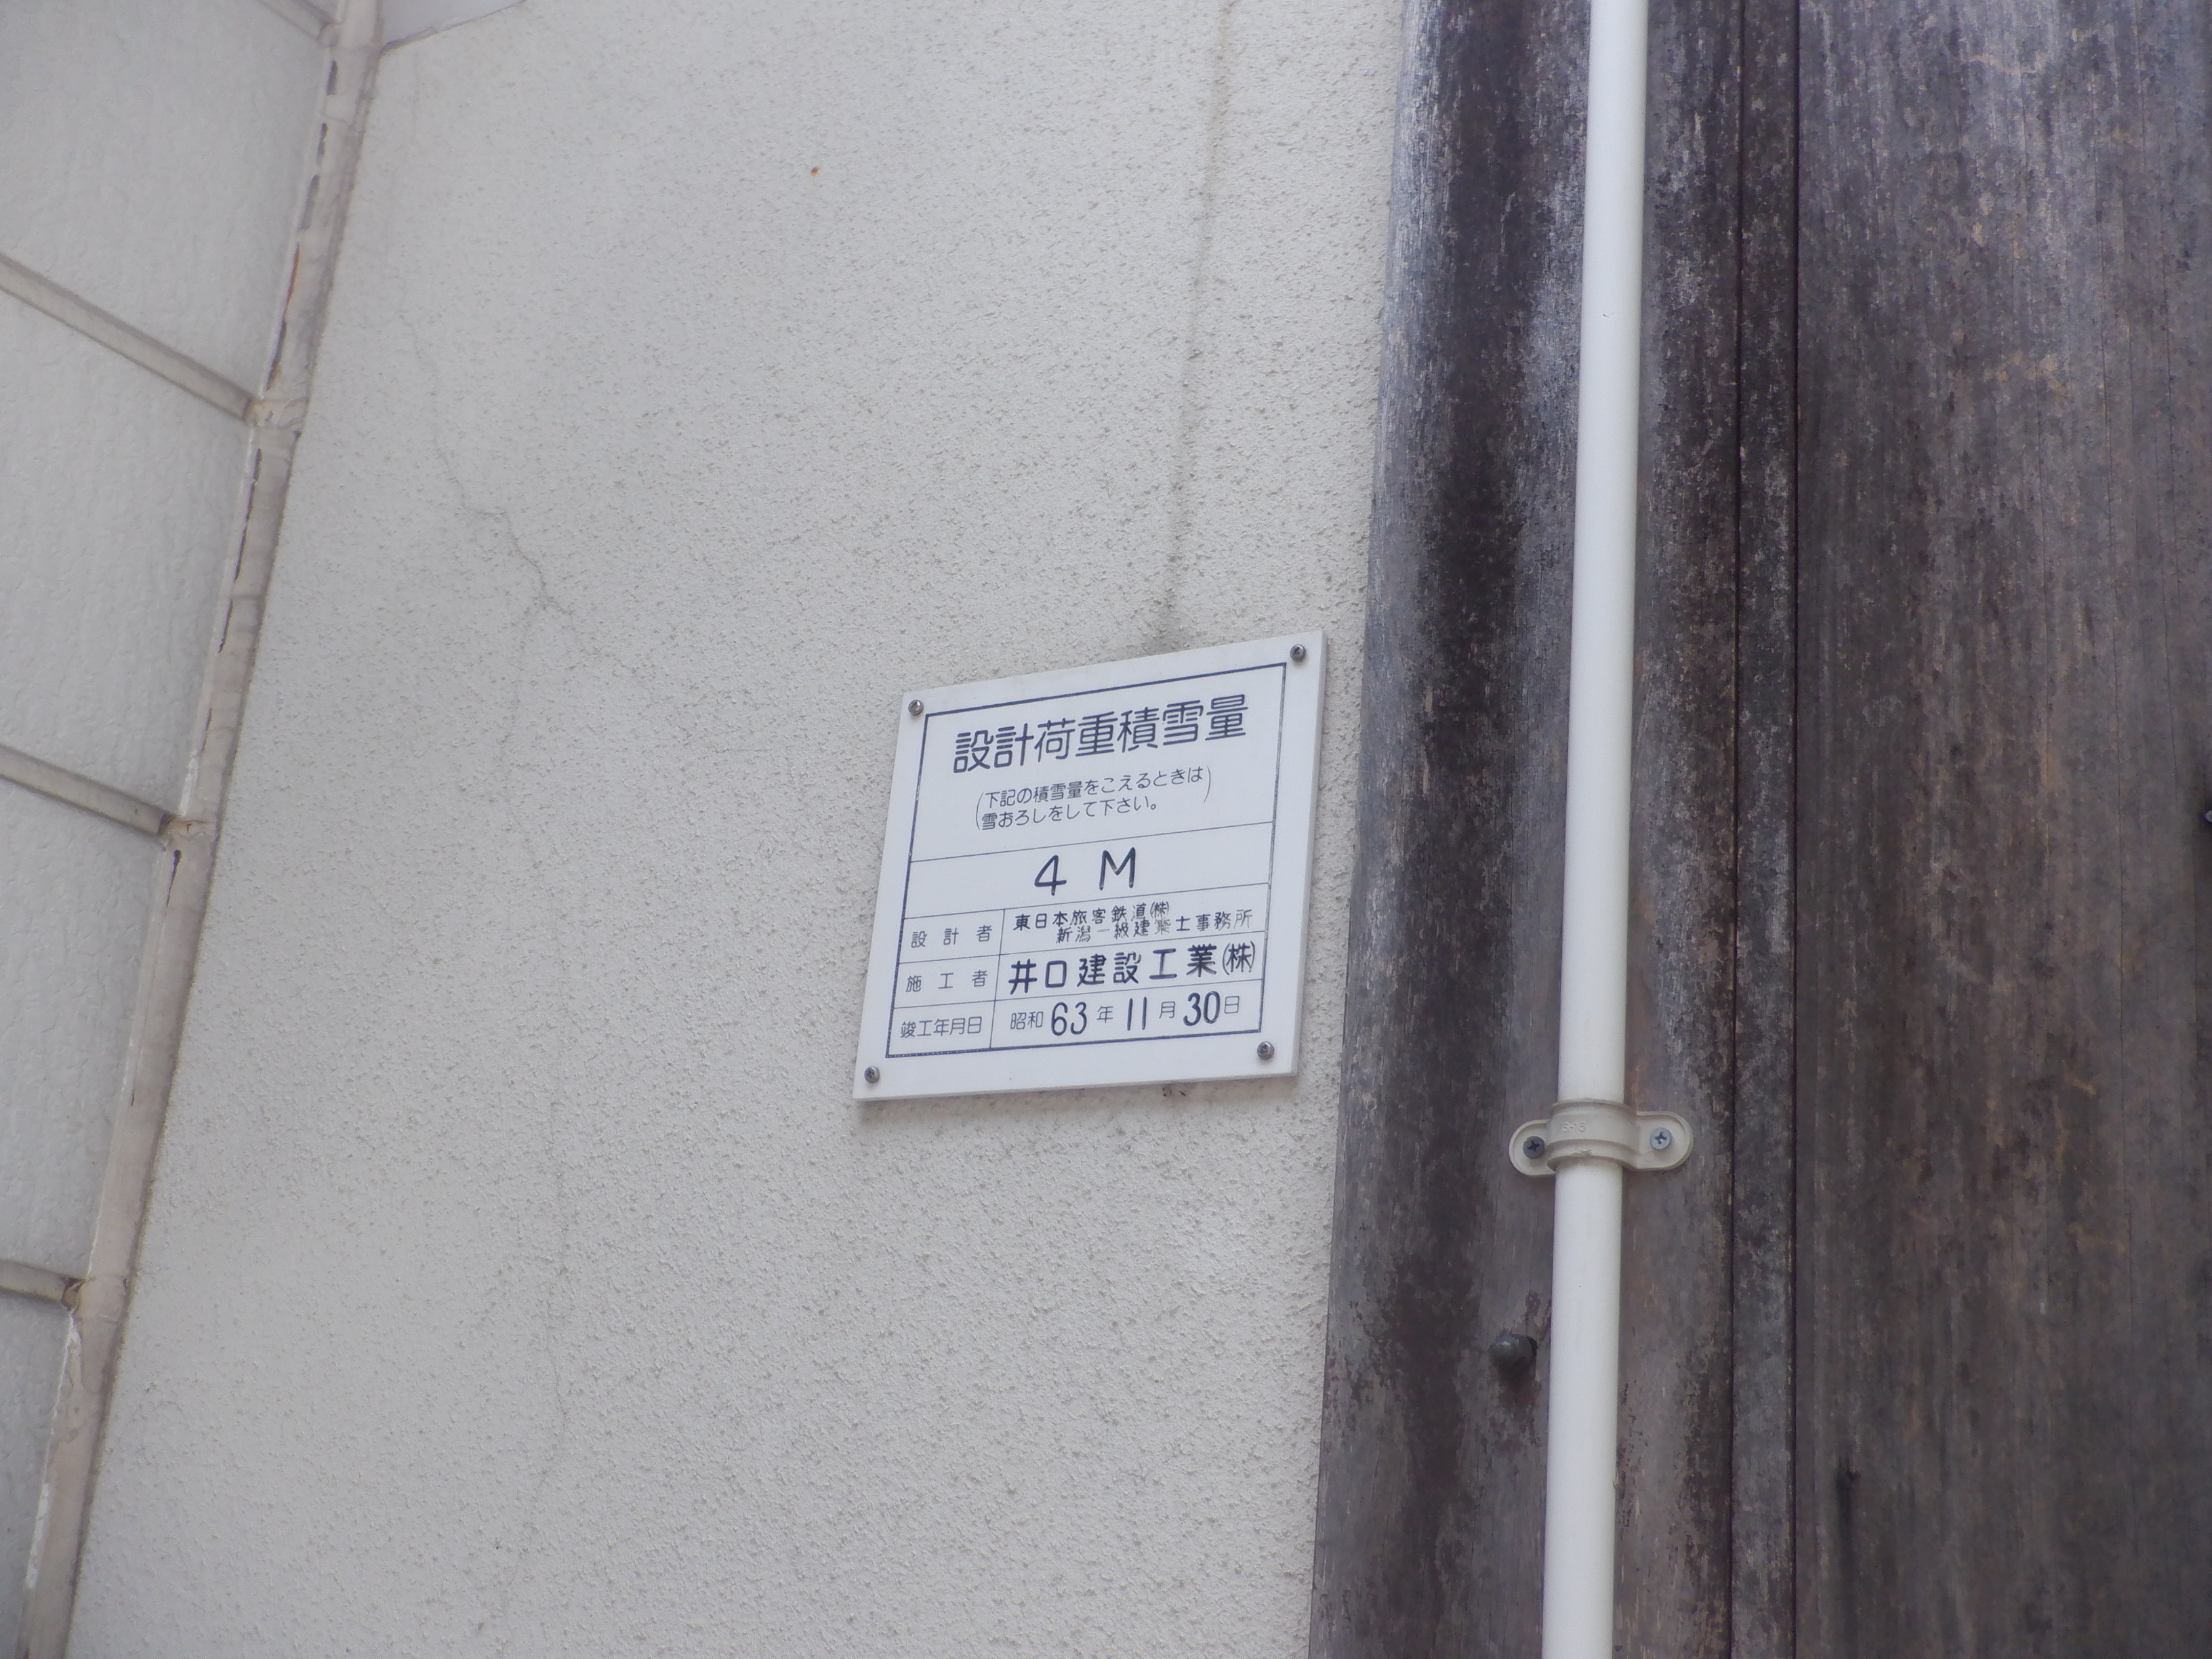 設計荷重積雪量
(下記の積雪量をこえるときは
雪おろしをして下さい。)
4 M
設計者 東日本旅客鉄道㈱
新潟一級建築士事務所
施工者 井口建設工業㈱
竣工年月日 昭和63年11月30日